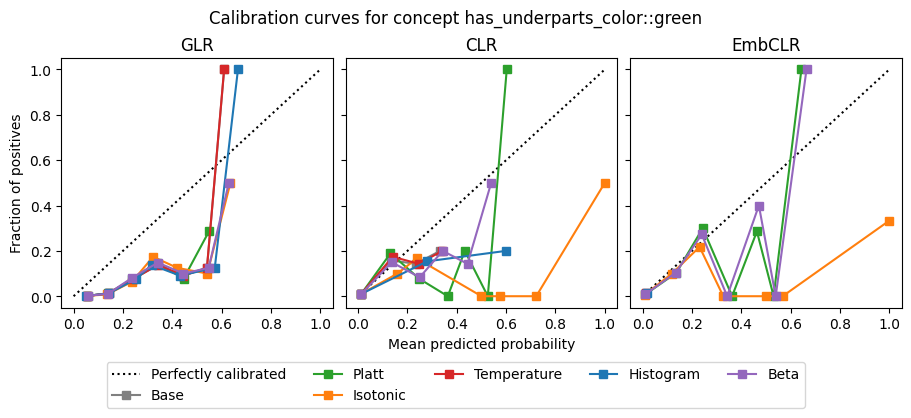 Calibration curves for concept has_underparts_color::green
GLR
CLR
EmbCLR
Fraction of positives
1.0
0.8
0.6
0.4
0.2
0.0
0.0 0.2 0.4 0.6 0.8 1.0
0.0 0.2 0.4 0.6 0.8 1.0
0.0 0.2 0.4 0.6 0.8 1.0
Mean predicted probability
Perfectly calibrated Platt Temperature Histogram Beta
Base Isotonic